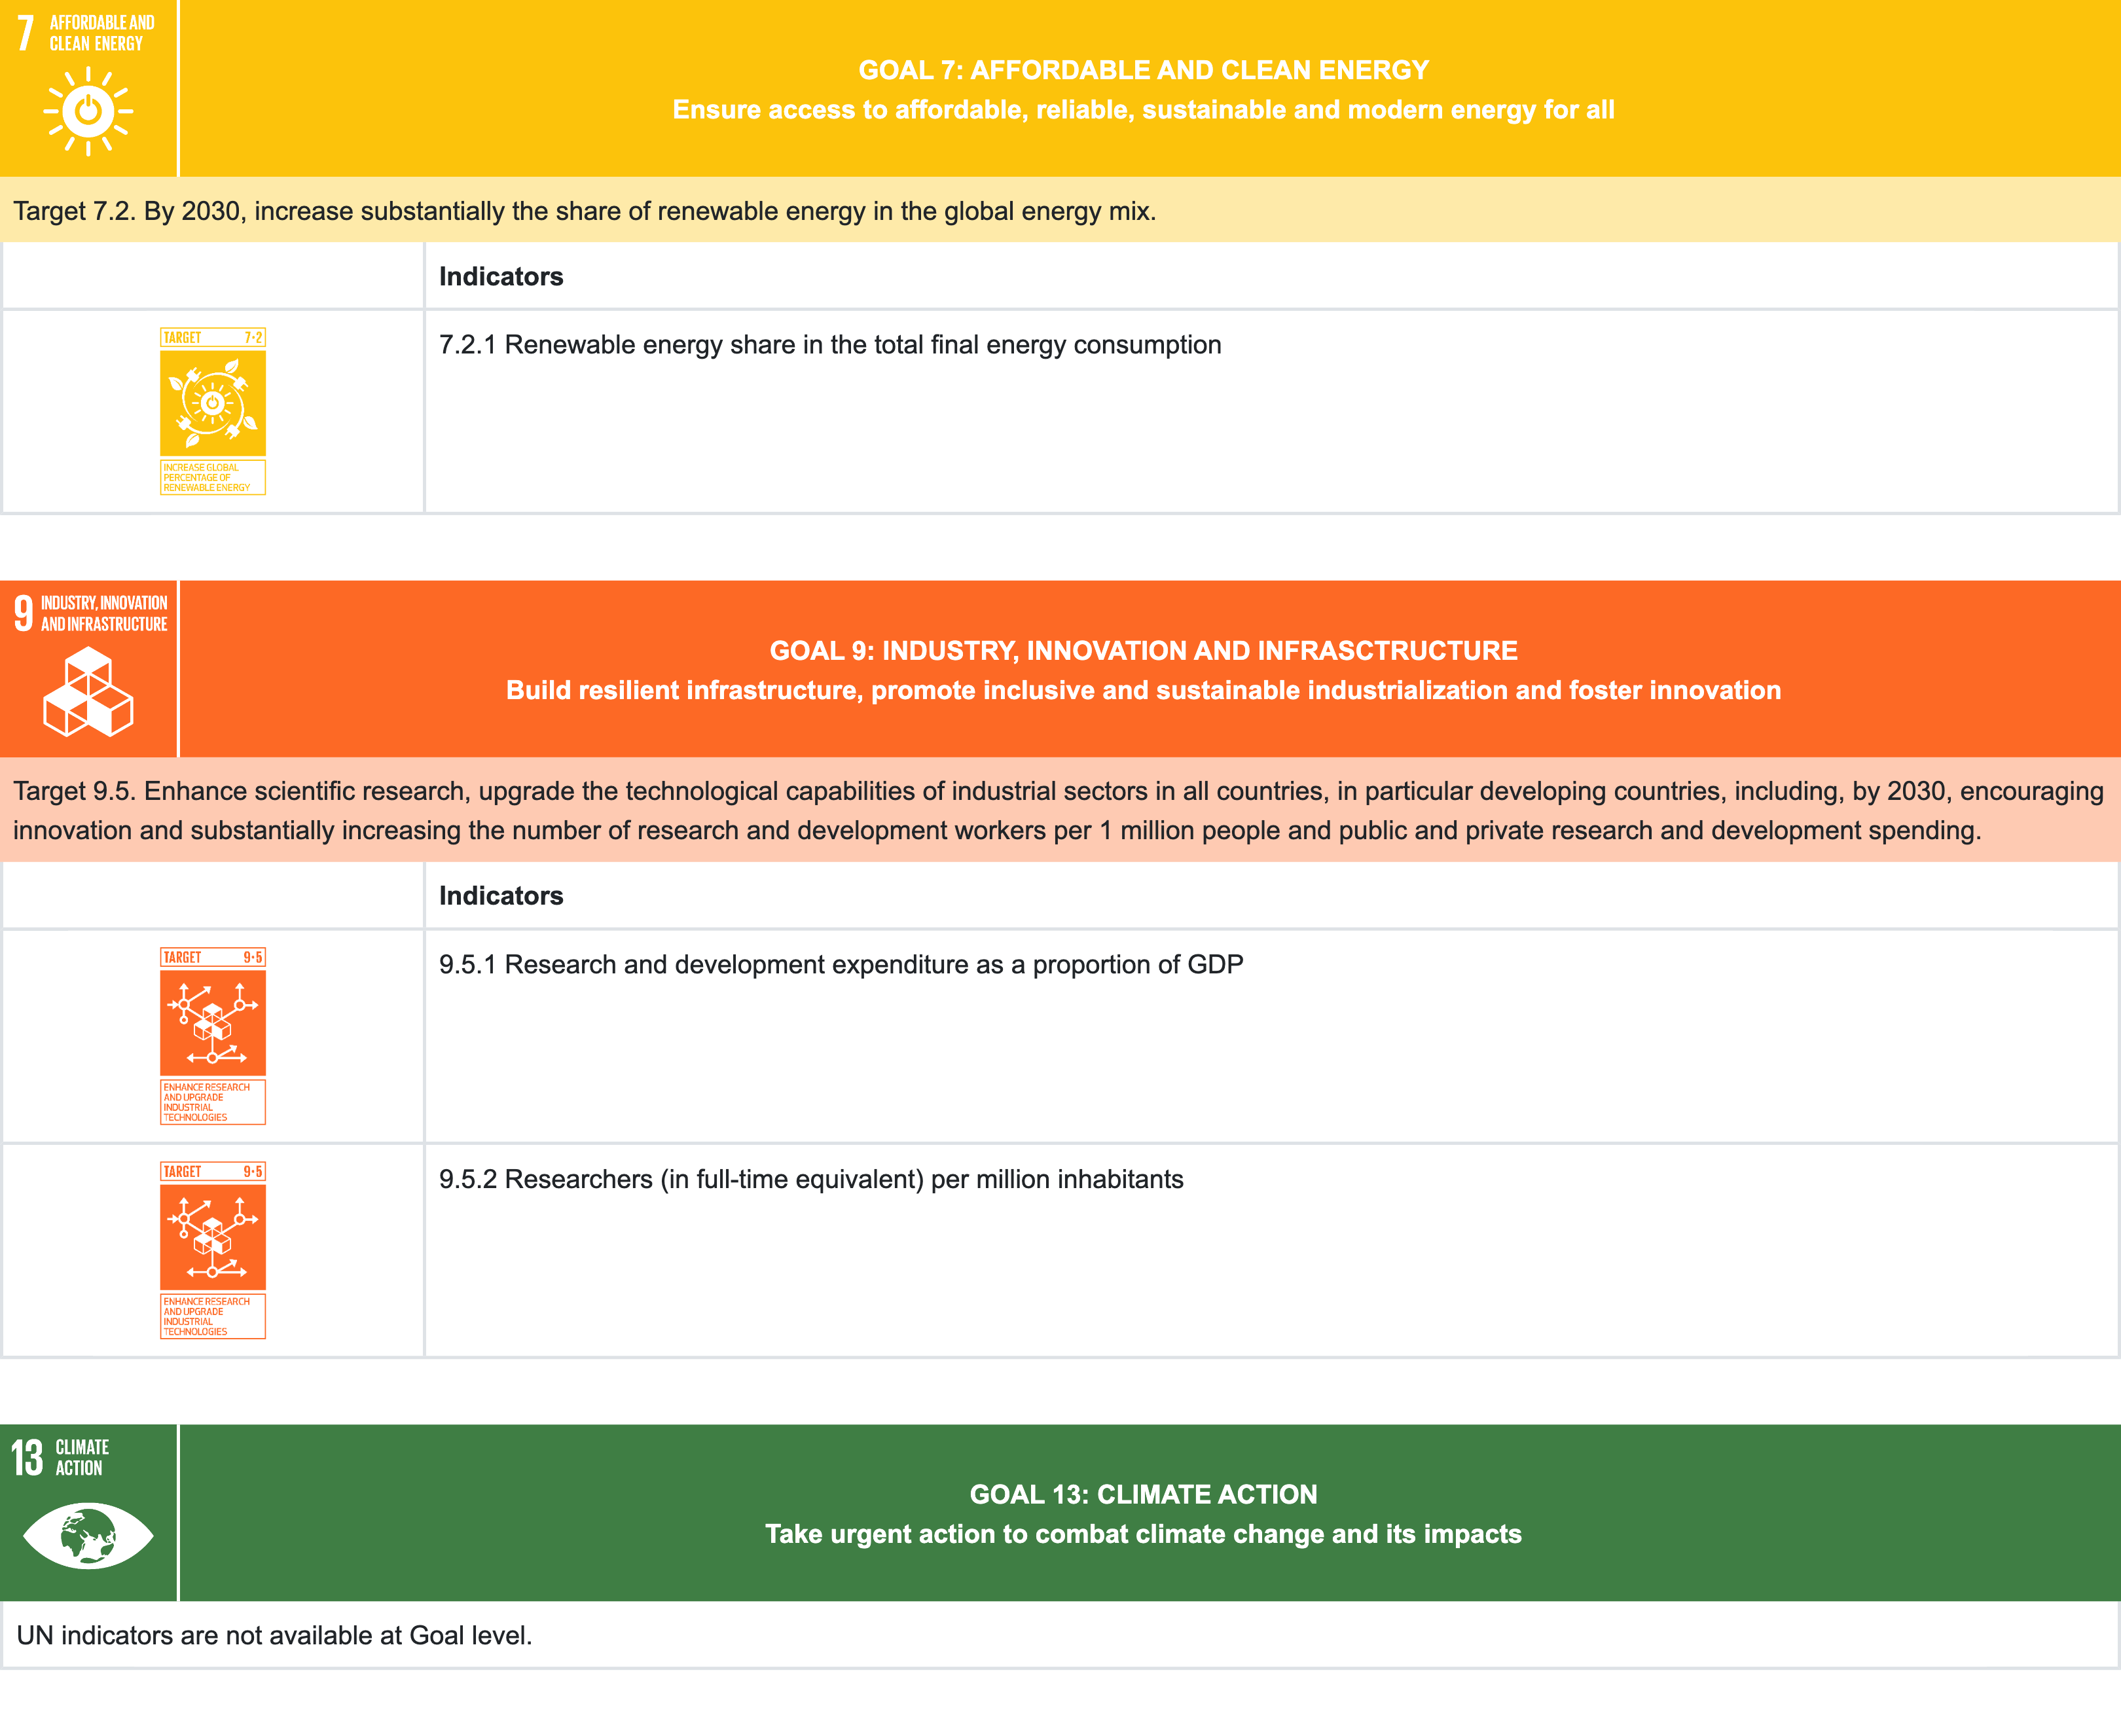 7 AFFORDABLE AND
CLEAN ENERGY
GOAL 7: AFFORDABLE AND CLEAN ENERGY
Ensure access to affordable, reliable, sustainable and modern energy for all
Target 7.2. By 2030, increase substantially the share of renewable energy in the global energy mix.
Indicators
TARGET 7·2
INCREASE GLOBAL
PERCENTAGE OF
RENEWABLE ENERGY
7.2.1 Renewable energy share in the total final energy consumption
9 INDUSTRY, INNOVATION
AND INFRASTRUCTURE
GOAL 9: INDUSTRY, INNOVATION AND INFRASCTRUCTURE
Build resilient infrastructure, promote inclusive and sustainable industrialization and foster innovation
Target 9.5. Enhance scientific research, upgrade the technological capabilities of industrial sectors in all countries, in particular developing countries, including, by 2030, encouraging
innovation and substantially increasing the number of research and development workers per 1 million people and public and private research and development spending.
Indicators
TARGET 9·5
ENHANCE RESEARCH
AND UPGRADE
INDUSTRIAL
TECHNOLOGIES
9.5.1 Research and development expenditure as a proportion of GDP
TARGET 9·5
ENHANCE RESEARCH
AND UPGRADE
INDUSTRIAL
TECHNOLOGIES
9.5.2 Researchers (in full-time equivalent) per million inhabitants
13 CLIMATE
ACTION
GOAL 13: CLIMATE ACTION
Take urgent action to combat climate change and its impacts
UN indicators are not available at Goal level.